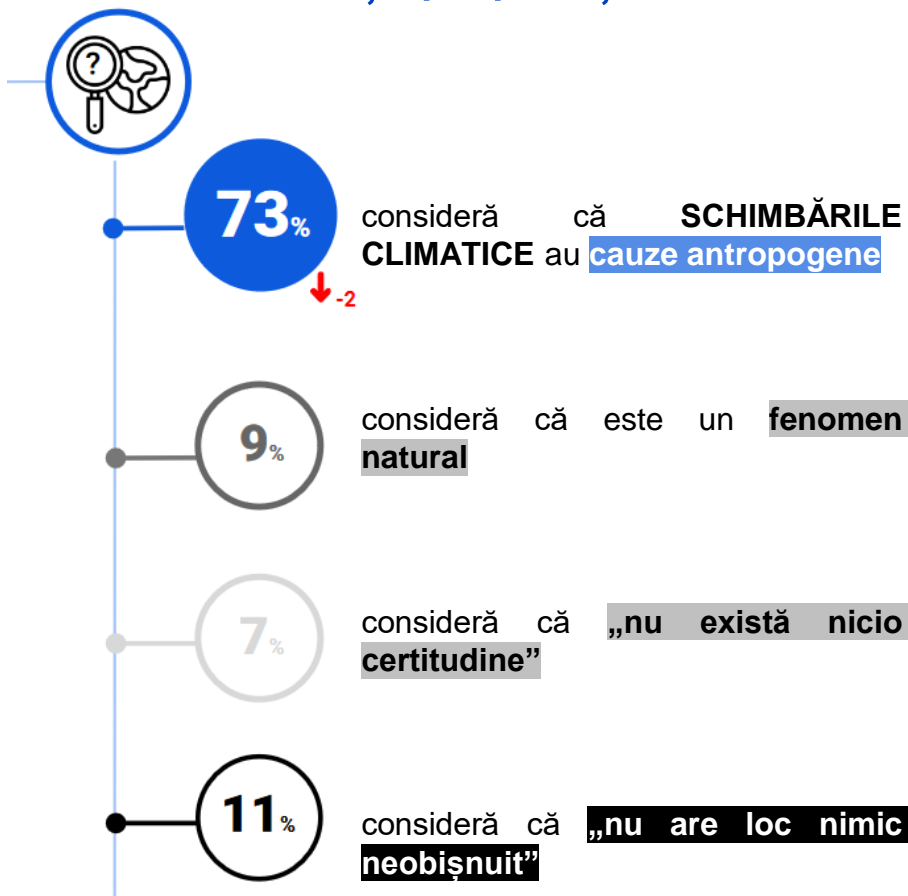 ?
73%
consideră că SCHIMBĂRILE
CLIMATICE au cauze antropogene
-2
9%
consideră că este un fenomen
natural
7%
consideră că „nu există nicio
certitudine”
11%
consideră că „nu are loc nimic
neobișnuit”